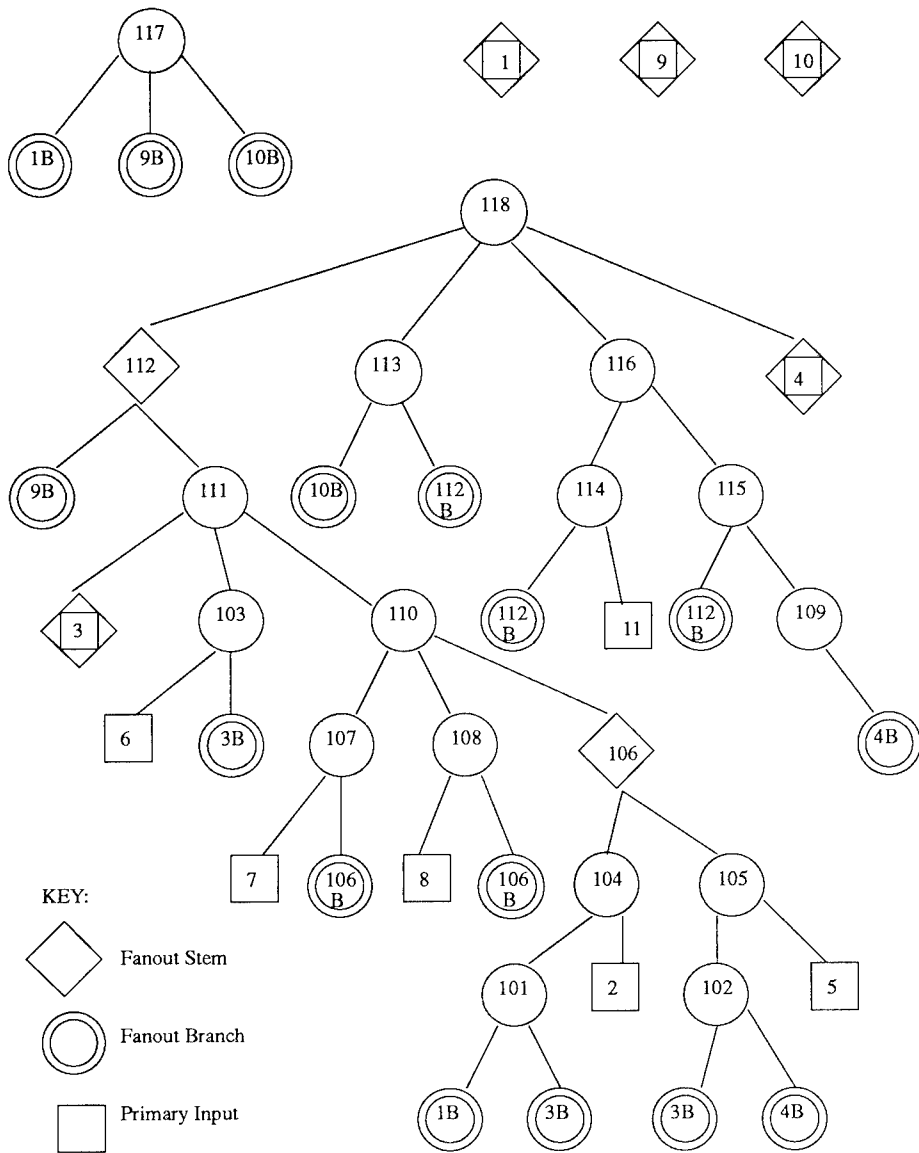 117
1
9
10
1B
9B
10B
118
112
113
116
4
9B
111
10B
112
B
114
115
3
103
110
112
B
11
112
B
109
6
3B
107
108
106
4B
7
106
B
8
106
B
104
105
KEY:
Fanout Stem
101
2
102
5
Fanout Branch
Primary Input
1B
3B
3B
4B